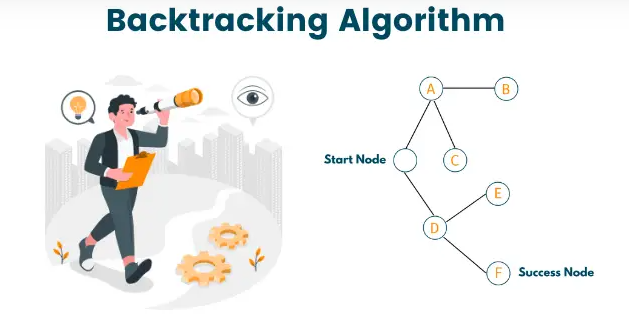 Backtracking Algorithm
A
B
Start Node
C
E
D
F
Success Node